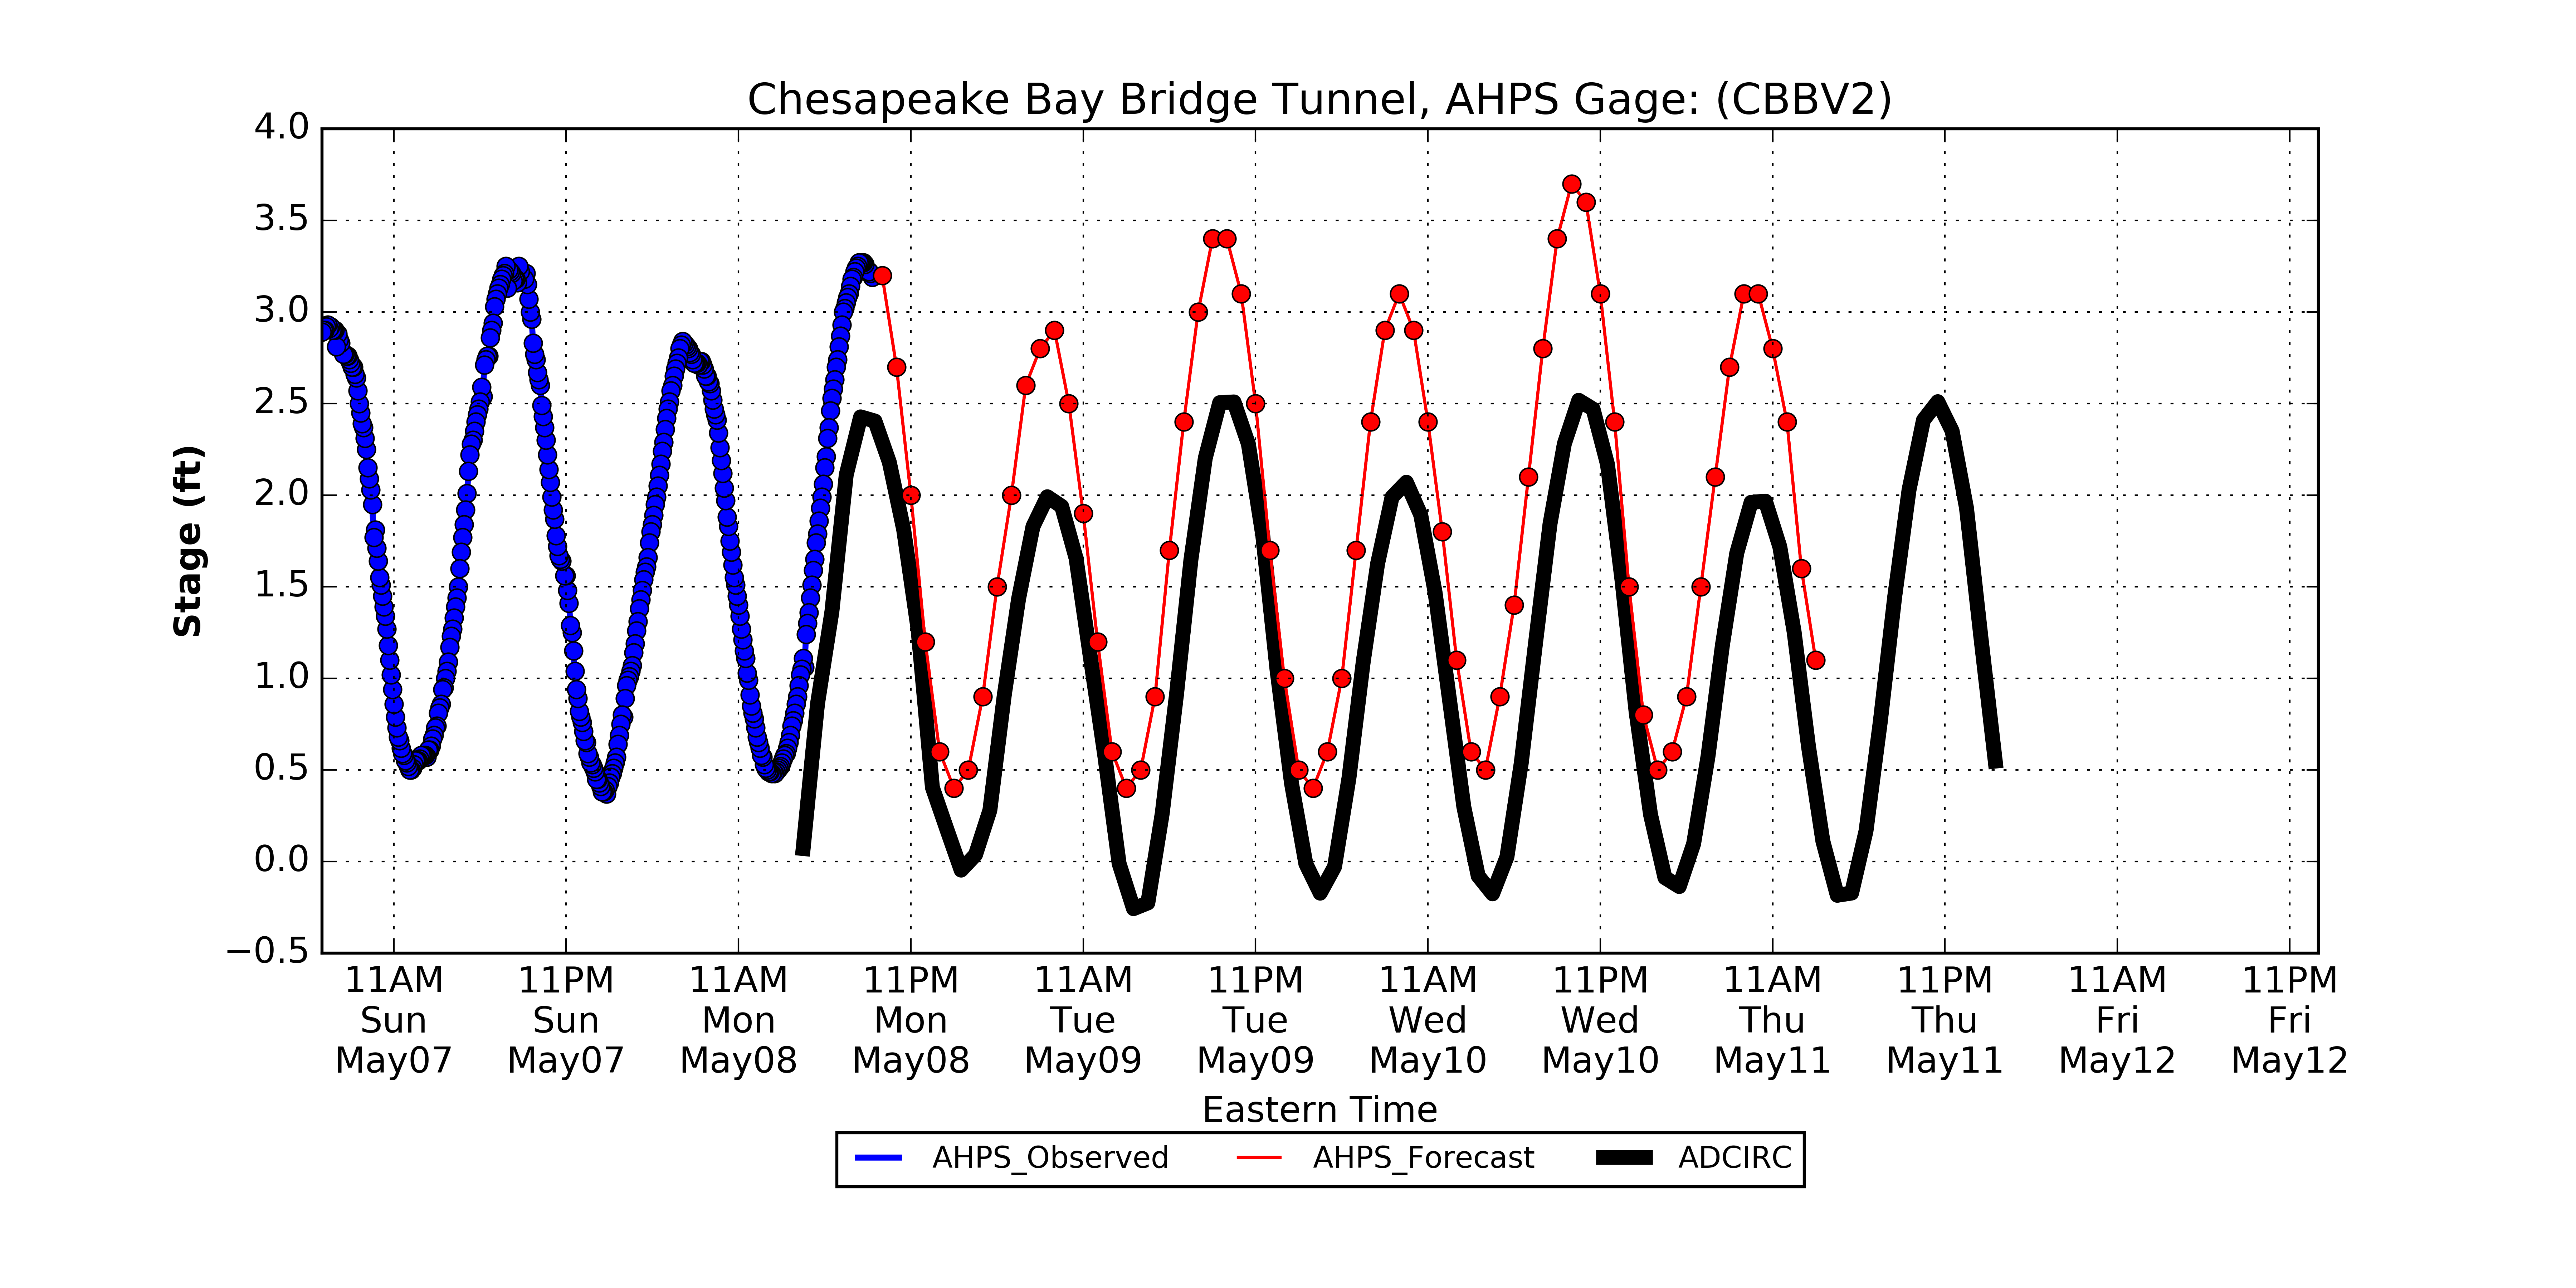 Chesapeake Bay Bridge Tunnel, AHPS Gage: (CBBV2)
4.0
3.5
3.0
2.5
2.0
1.5
1.0
0.5
0.0
−0.5
Stage (ft)
11AM 11PM 11AM 11PM 11AM 11PM 11AM 11PM 11AM 11PM 11AM 11PM
Sun Sun Mon Mon Tue Tue Wed Wed Thu Thu Fri Fri
May07 May07 May08 May08 May09 May09 May10 May10 May11 May11 May12 May12
Eastern Time
AHPS_Observed AHPS_Forecast ADCIRC